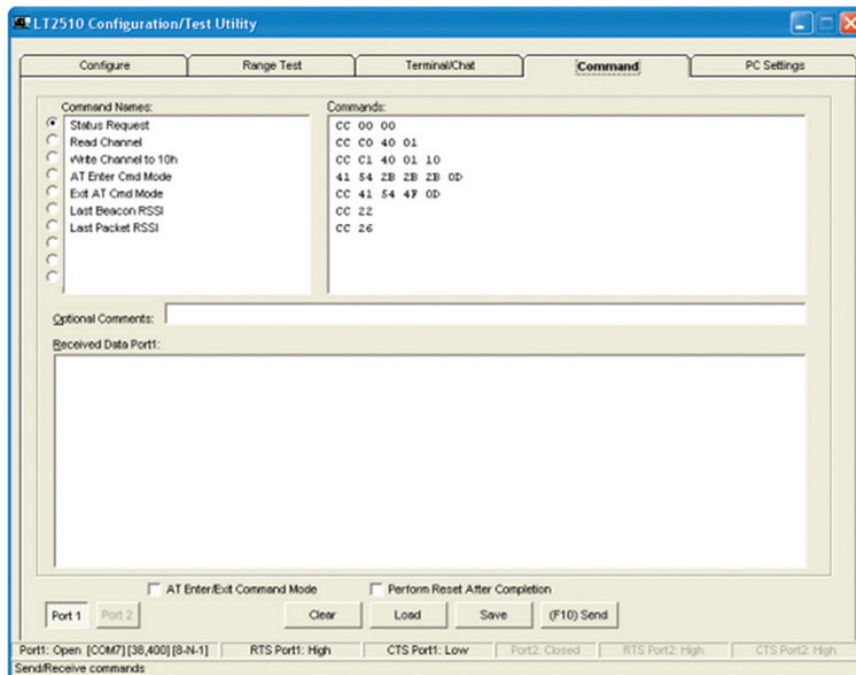 LT2510 Configuration/Test Utility
Configure Range Test Terminal/Chat Command PC Settings
Command Names: Commands:
Status Request CC 00 00
Read Channel CC C0 40 01
Write Channel to 10h CC C1 40 01 10
AT Enter Cmd Mode 41 54 2B 2B 2B 0D
Exit AT Cmd Mode CC 41 54 4F 0D
Last Beacon RSSI CC 22
Last Packet RSSI CC 26
Optional Comments:
Received Data Port1:
AT Enter/Exit Command Mode Perform Reset After Completion
Port 1 Port 2 Clear Load Save (F10) Send
Port1: Open [COM7] [38,400] [8-N-1] RTS Port1: High CTS Port1: Low Port2: Closed RTS Port2: High CTS Port2: High
Send/Receive commands